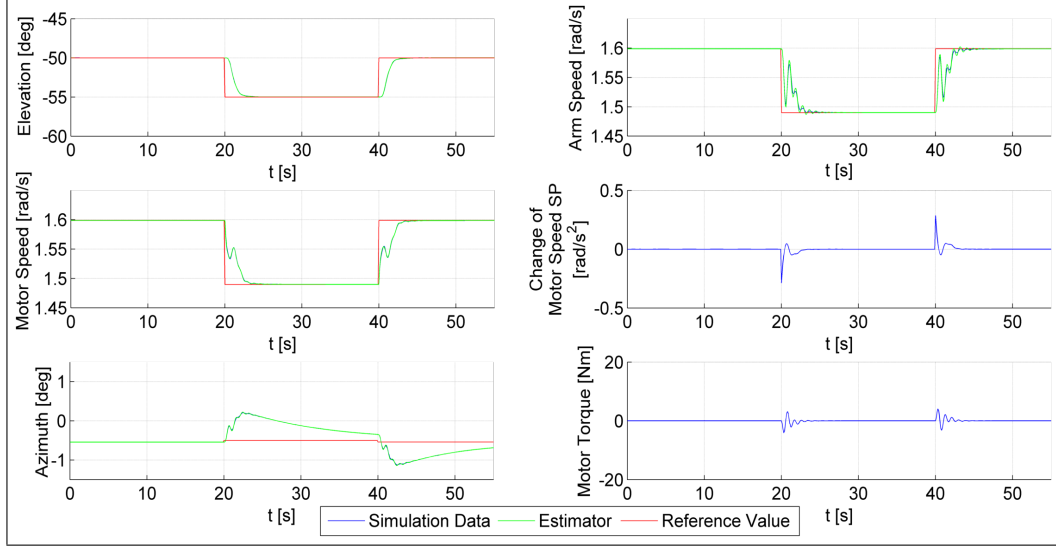 Elevation [deg]
-45
-50
-55
-60
0 10 20 30 40 50
t [s]
Arm Speed [rad/s]
1.6
1.55
1.5
1.45
0 10 20 30 40 50
t [s]
Motor Speed [rad/s]
1.6
1.55
1.5
1.45
0 10 20 30 40 50
t [s]
Change of
Motor Speed SP
[rad/s²]
0.5
0
-0.5
0 10 20 30 40 50
t [s]
Azimuth [deg]
1
0
-1
0 10 20 30 40 50
t [s]
Motor Torque [Nm]
20
0
-20
0 10 20 30 40 50
t [s]
Simulation Data Estimator Reference Value